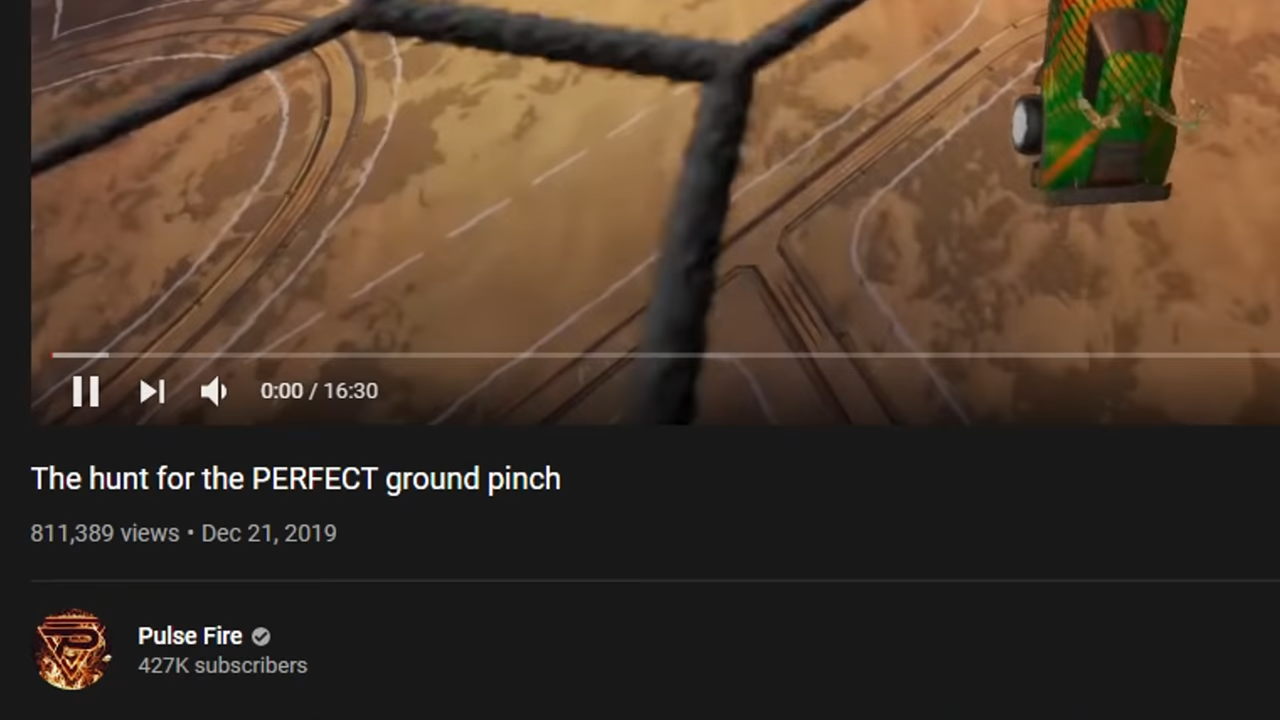 0:00 / 16:30
The hunt for the PERFECT ground pinch
811,389 views • Dec 21, 2019
Pulse Fire
427K subscribers